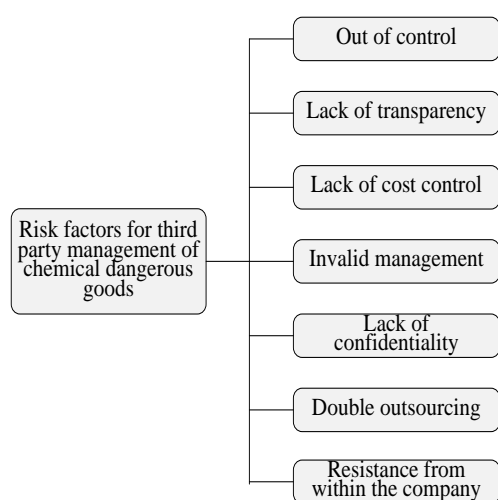 Out of control
Lack of transparency
Lack of cost control
Risk factors for third
party management of
chemical dangerous
goods
Invalid management
Lack of
confidentiality
Double outsourcing
Resistance from
within the company